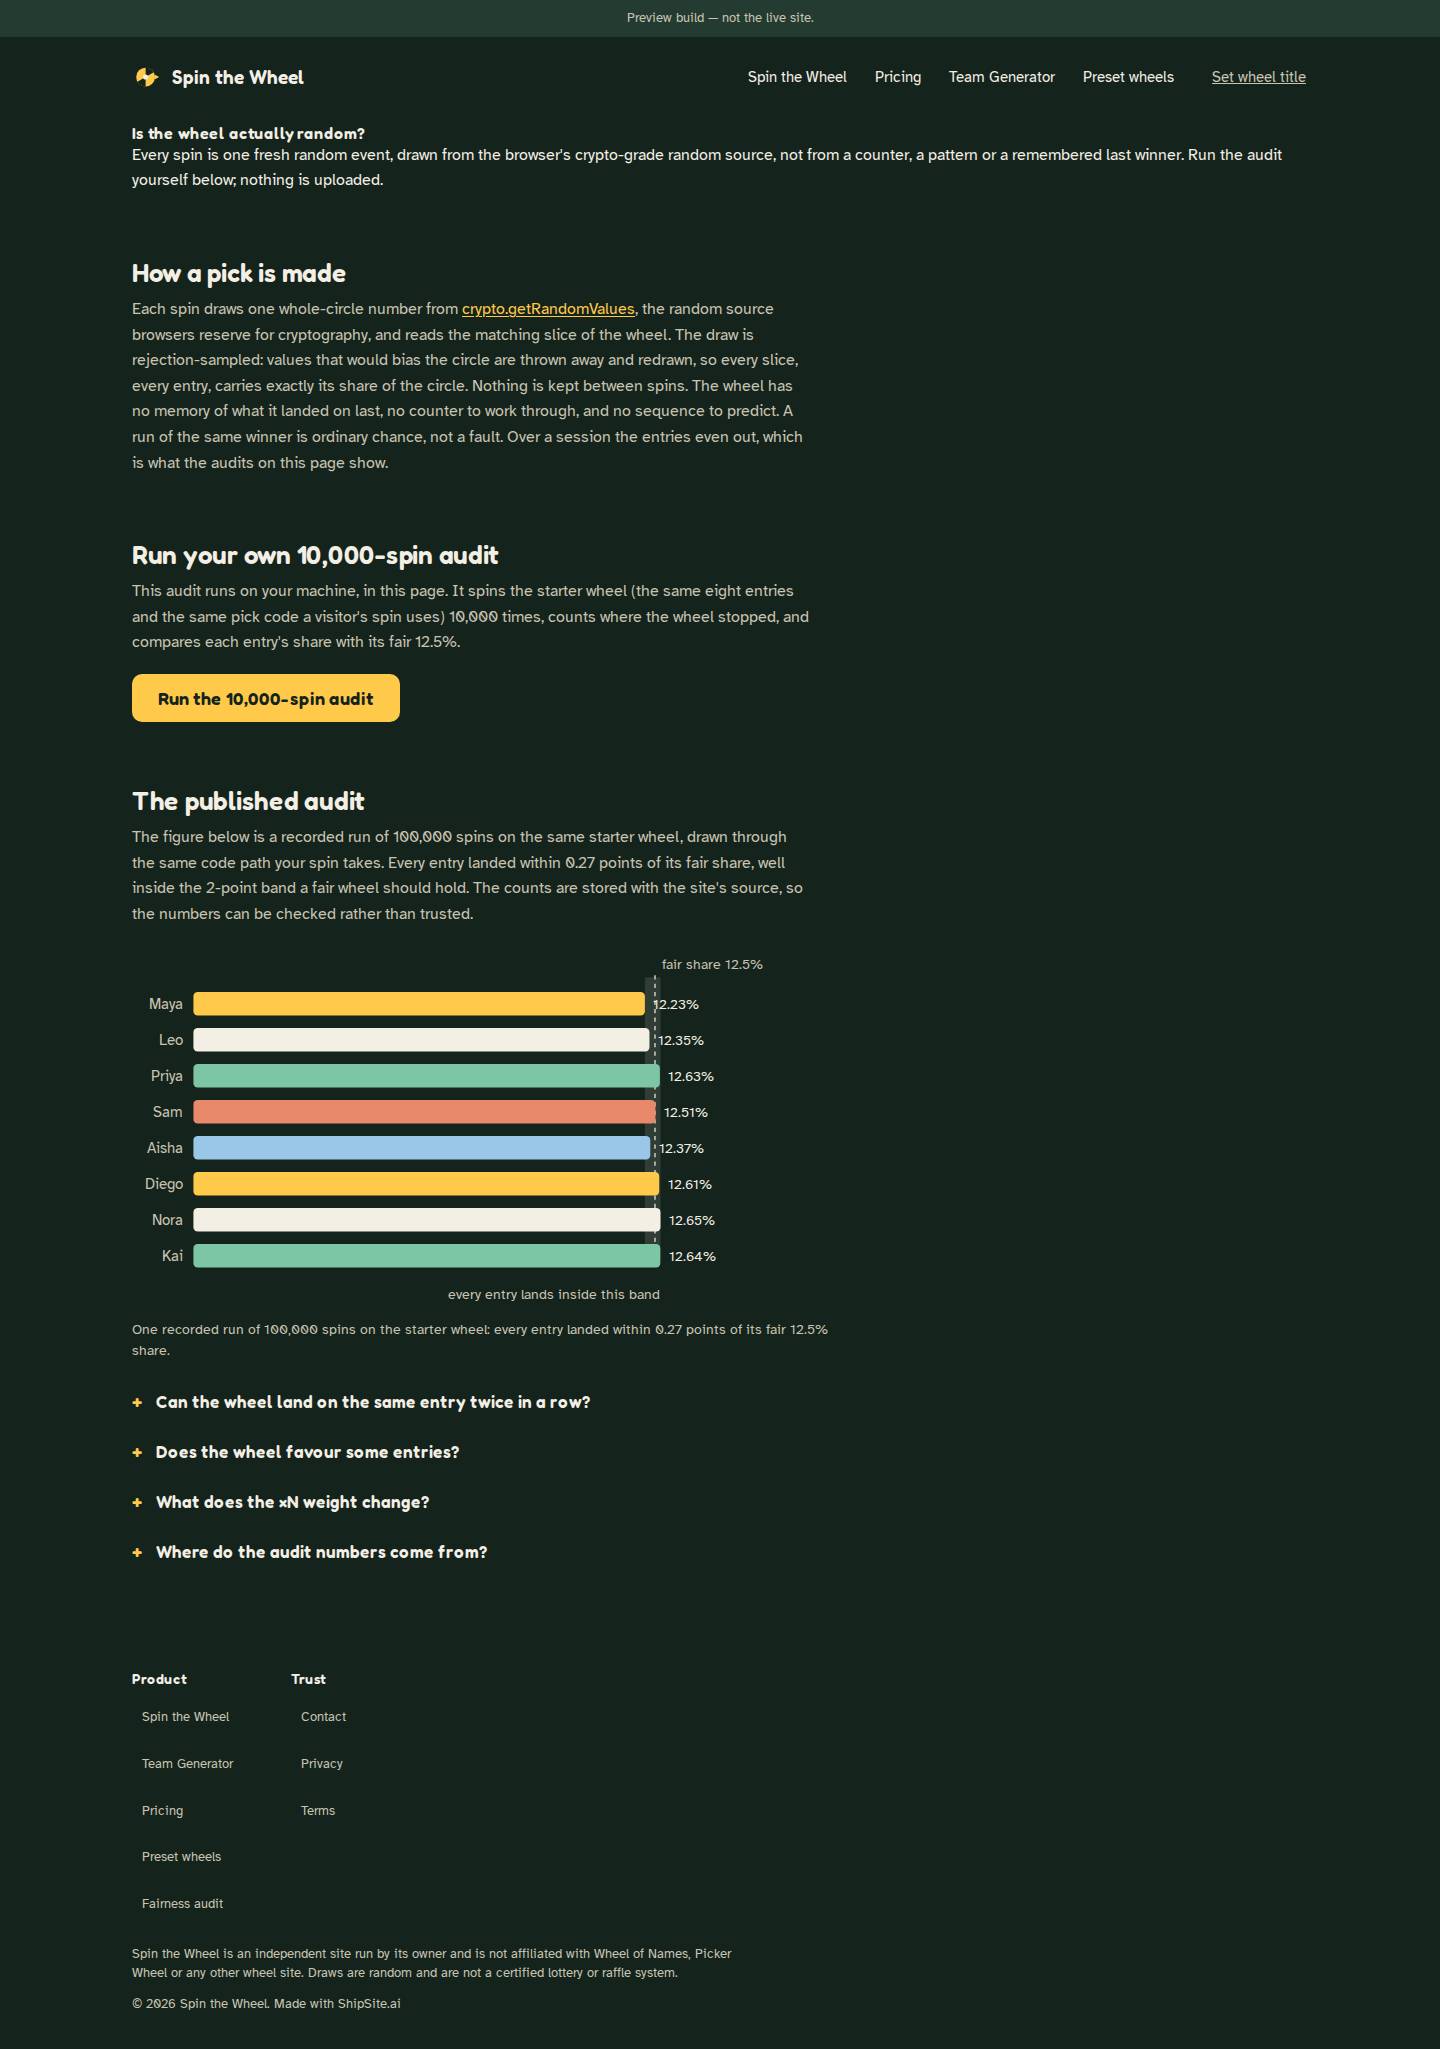 Preview build — not the live site.
Spin the Wheel
Spin the Wheel Pricing Team Generator Preset wheels Set wheel title
Is the wheel actually random?
Every spin is one fresh random event, drawn from the browser's crypto-grade random source, not from a counter, a pattern or a remembered last winner. Run the audit
yourself below; nothing is uploaded.
How a pick is made
Each spin draws one whole-circle number from crypto.getRandomValues, the random source
browsers reserve for cryptography, and reads the matching slice of the wheel. The draw is
rejection-sampled: values that would bias the circle are thrown away and redrawn, so every slice,
every entry, carries exactly its share of the circle. Nothing is kept between spins. The wheel has
no memory of what it landed on last, no counter to work through, and no sequence to predict. A
run of the same winner is ordinary chance, not a fault. Over a session the entries even out, which
is what the audits on this page show.
Run your own 10,000-spin audit
This audit runs on your machine, in this page. It spins the starter wheel (the same eight entries
and the same pick code a visitor's spin uses) 10,000 times, counts where the wheel stopped, and
compares each entry's share with its fair 12.5%.
Run the 10,000-spin audit
The published audit
The figure below is a recorded run of 100,000 spins on the same starter wheel, drawn through
the same code path your spin takes. Every entry landed within 0.27 points of its fair share, well
inside the 2-point band a fair wheel should hold. The counts are stored with the site's source, so
the numbers can be checked rather than trusted.
fair share 12.5%
Maya 12.23%
Leo 12.35%
Priya 12.63%
Sam 12.51%
Aisha 12.37%
Diego 12.61%
Nora 12.65%
Kai 12.64%
every entry lands inside this band
One recorded run of 100,000 spins on the starter wheel: every entry landed within 0.27 points of its fair 12.5%
share.
+ Can the wheel land on the same entry twice in a row?
+ Does the wheel favour some entries?
+ What does the ×N weight change?
+ Where do the audit numbers come from?
Product
Spin the Wheel
Team Generator
Pricing
Preset wheels
Fairness audit
Trust
Contact
Privacy
Terms
Spin the Wheel is an independent site run by its owner and is not affiliated with Wheel of Names, Picker
Wheel or any other wheel site. Draws are random and are not a certified lottery or raffle system.
© 2026 Spin the Wheel. Made with ShipSite.ai